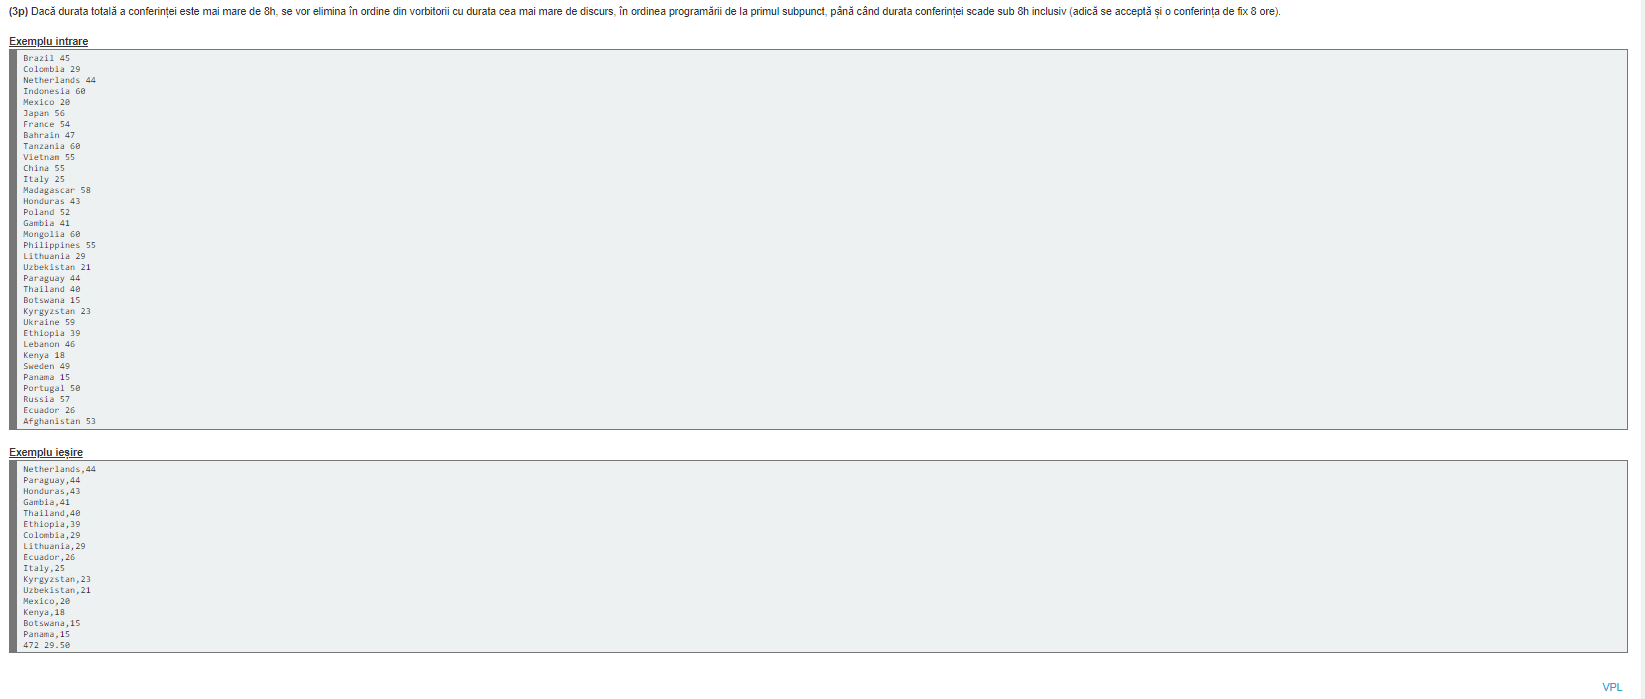 (3p) Dacă durata totală a conferinței este mai mare de 8h, se vor elimina în ordine din vorbitorii cu durata cea mai mare de discurs, în ordinea programării de la primul subpunct, până când durata conferinței scade sub 8h inclusiv (adică se acceptă și o conferința de fix 8 ore).
Exemplu intrare
Brazil 45
Colombia 29
Netherlands 44
Indonesia 60
Mexico 20
Japan 56
France 54
Bahrain 47
Tanzania 60
Vietnam 55
China 55
Italy 25
Madagascar 58
Honduras 43
Poland 52
Gambia 41
Mongolia 60
Philippines 55
Lithuania 29
Uzbekistan 21
Paraguay 44
Thailand 40
Botswana 15
Kyrgyzstan 23
Ukraine 59
Ethiopia 39
Lebanon 46
Kenya 18
Sweden 49
Panama 15
Portugal 50
Russia 57
Ecuador 26
Afghanistan 53
Exemplu ieșire
Netherlands,44
Paraguay,44
Honduras,43
Gambia,41
Thailand,40
Ethiopia,39
Colombia,29
Lithuania,29
Ecuador,26
Italy,25
Kyrgyzstan,23
Uzbekistan,21
Mexico,20
Kenya,18
Botswana,15
Panama,15
472 29.50
VPL